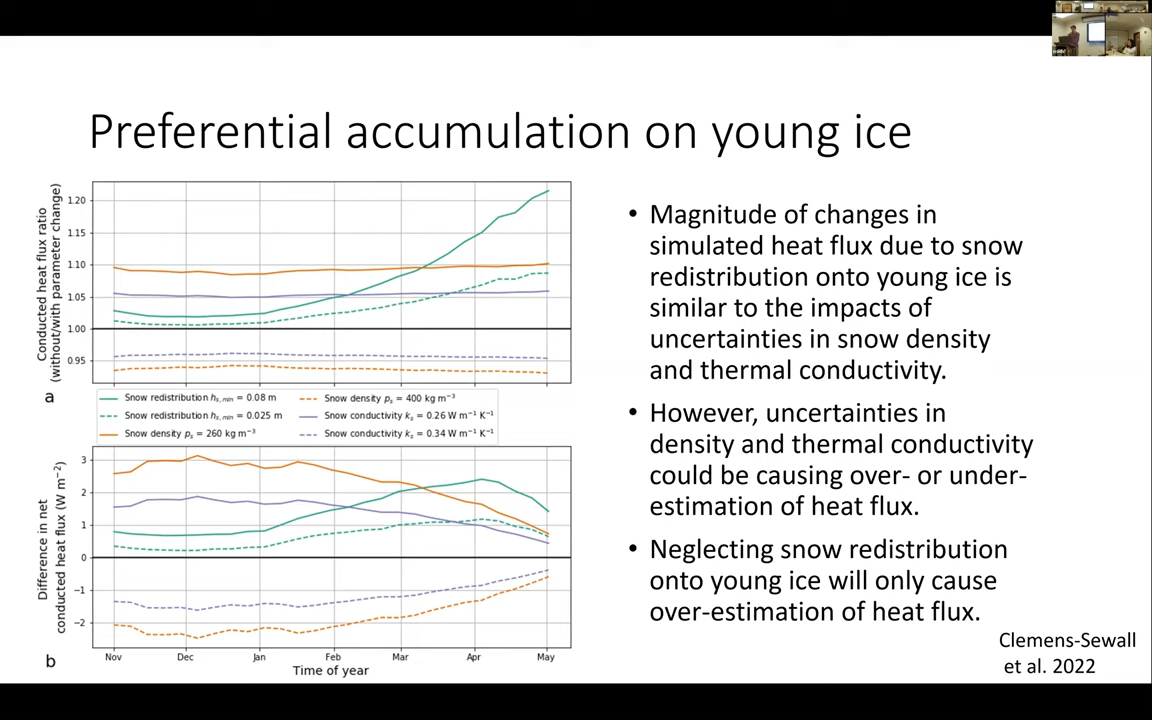 Preferential accumulation on young ice
Conducted heat flux ratio
(without/with parameter change)
1.20
1.15
1.10
1.05
1.00
0.95
a
Snow redistribution hs, min = 0.08 m
Snow redistribution hs, min = 0.025 m
Snow density ps = 260 kg m⁻³
Snow density ps = 400 kg m⁻³
Snow conductivity ks = 0.26 W m⁻¹ K⁻¹
Snow conductivity ks = 0.34 W m⁻¹ K⁻¹
Difference in net
conducted heat flux (W m⁻²)
3
2
1
0
−1
−2
b
Nov Dec Jan Feb Mar Apr May
Time of year
• Magnitude of changes in
simulated heat flux due to snow
redistribution onto young ice is
similar to the impacts of
uncertainties in snow density
and thermal conductivity.
• However, uncertainties in
density and thermal conductivity
could be causing over- or under-
estimation of heat flux.
• Neglecting snow redistribution
onto young ice will only cause
over-estimation of heat flux.
Clemens-Sewall
et al. 2022